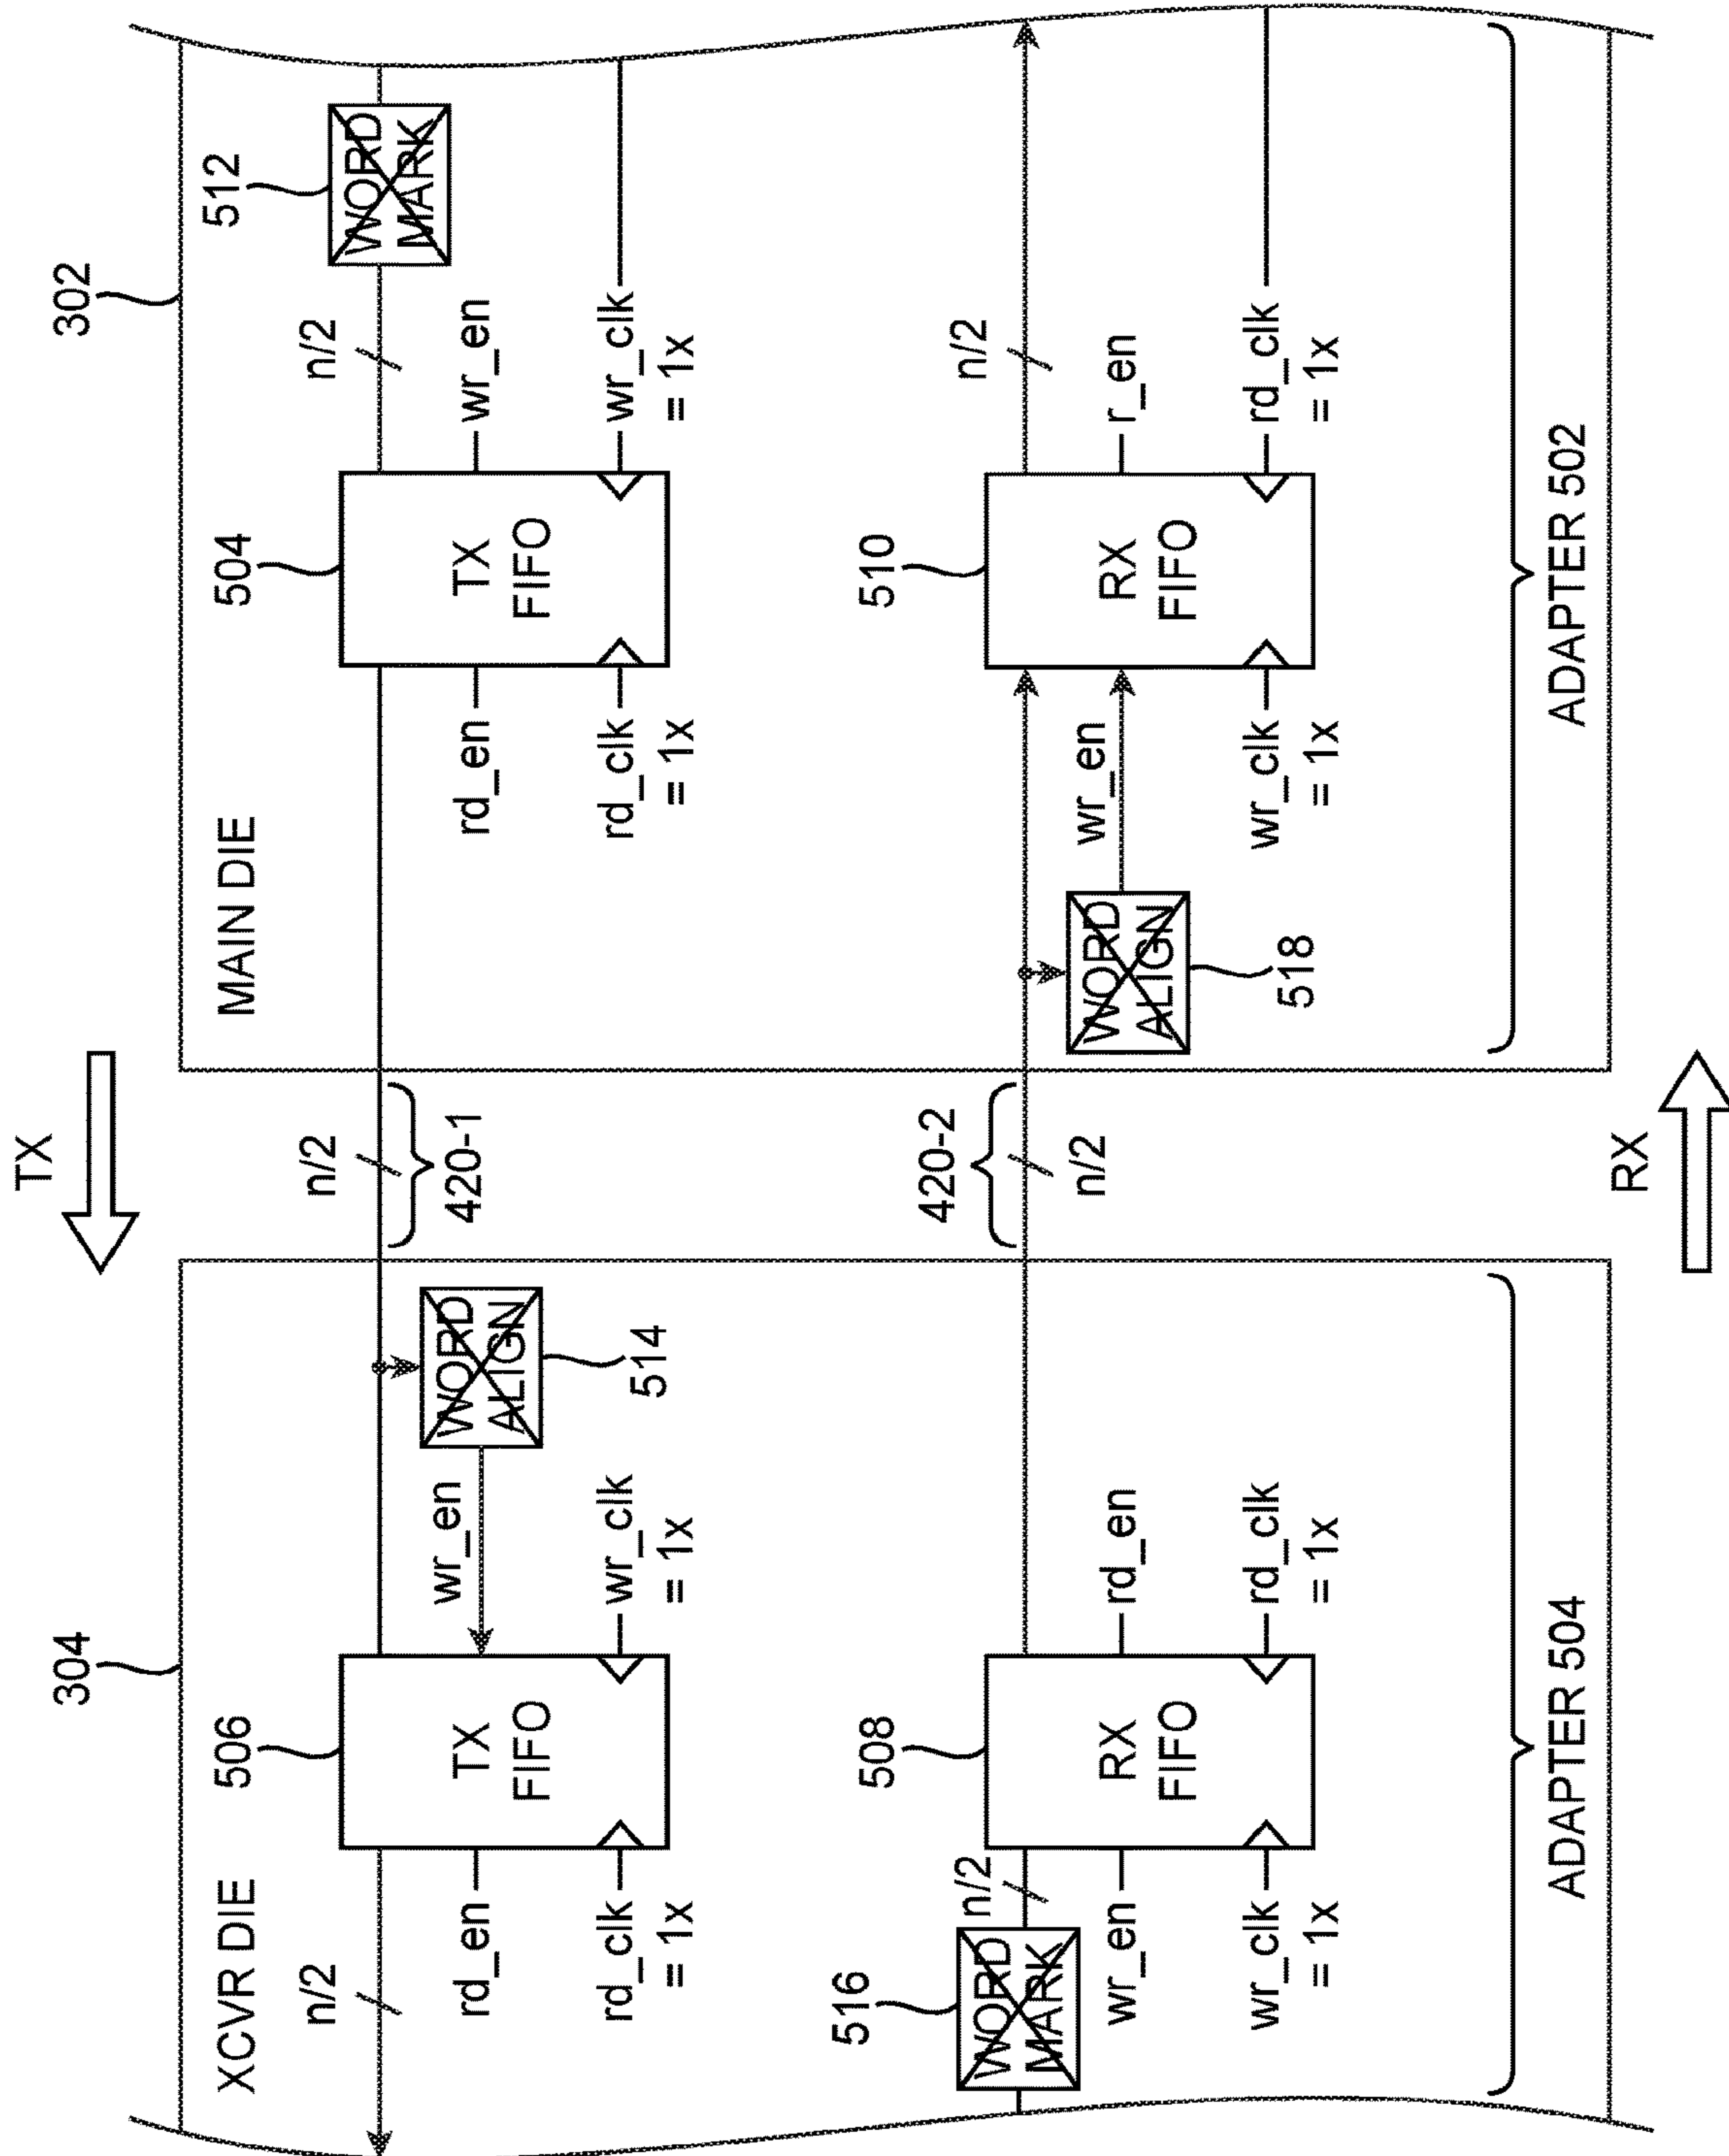 TX
304
302
XCVR DIE
506
MAIN DIE
504
512
n/2
n/2
n/2
WORD
MARK
TX
FIFO
rd_en
wr_en
WORD
ALIGN
420-1
TX
FIFO
rd_en
wr_en
rd_clk
= 1x
wr_clk
= 1x
514
rd_clk
= 1x
wr_clk
= 1x
516
508
420-2
510
n/2
WORD
MARK
n/2
n/2
RX
FIFO
wr_en
rd_en
WORD
ALIGN
wr_en
RX
FIFO
r_en
wr_clk
= 1x
rd_clk
= 1x
518
wr_clk
= 1x
rd_clk
= 1x
ADAPTER 504
ADAPTER 502
RX